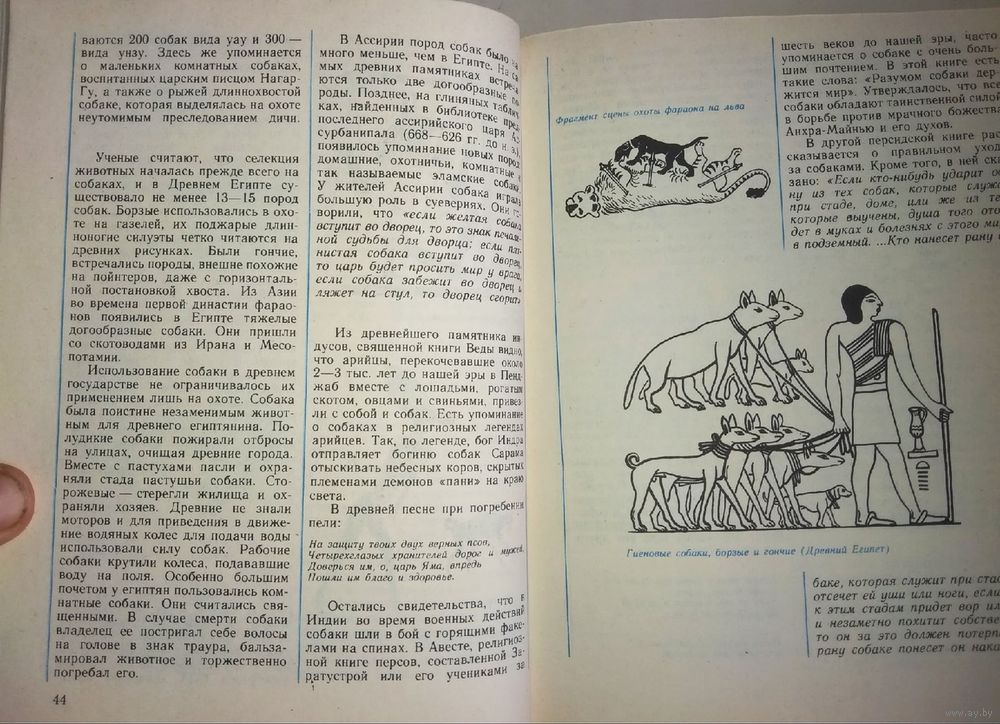 ваются 200 собак вида уау и 300 —
вида унзу. Здесь же упоминается
о маленьких комнатных собаках,
воспитанных царским писцом Нагар-
Гу, а также о рыжей длиннохвостой
собаке, которая выделялась на охоте
неутомимым преследованием дичи.
Ученые считают, что селекция
животных началась прежде всего на
собаках, и в Древнем Египте су-
ществовало не менее 13—15 пород
собак. Борзые использовались в охо-
те на газелей, их поджарые длин-
ноногие силуэты четко читаются на
древних рисунках. Были гончие,
встречались породы, внешне похожие
на пойнтеров, даже с горизонталь-
ной постановкой хвоста. Из Азии
во времена первой династии фарао-
нов появились в Египте тяжелые
догообразные собаки. Они пришли
со скотоводами из Ирана и Месо-
потамии.
Использование собаки в древнем
государстве не ограничивалось их
применением лишь на охоте. Собака
была поистине незаменимым живот-
ным для древнего египтянина. По-
лудикие собаки пожирали отбросы
на улицах, очищая древние города.
Вместе с пастухами пасли и охра-
няли стада пастушьи собаки. Сто-
рожевые — стерегли жилища и ох-
раняли хозяев. Древние не знали
моторов и для приведения в движе-
ние водяных колес для подачи воды
использовали силу собак. Рабочие
собаки крутили колеса, подававшие
воду на поля. Особенно большим
почетом у египтян пользовались ком-
натные собаки. Они считались свя-
щенными. В случае смерти собаки
владелец ее постригал себе волосы
на голове в знак траура, бальза-
мировал животное и торжественно
погребал его.
44
В Ассирии пород собак было на-
много меньше, чем в Египте. На са-
мых древних памятниках встреча-
ются только две догообразные по-
роды. Позднее, на глиняных таблич-
ках, найденных в библиотеке пред-
последнего ассирийского царя Ас-
сурбанипала (668—626 гг. до н. э.),
появилось упоминание новых пород:
домашние, охотничьи, комнатные и
так называемые эламские собаки.
У жителей Ассирии собака играла
большую роль в суевериях. Они го-
ворили, что «если желтая собака
вступит во дворец, то это знак печаль-
ной судьбы для дворца; если пят-
нистая собака вступит во дворец,
то царь будет просить мир у врага,
если собака забежит во дворец и
ляжет на стул, то дворец сгорит»
Из древнейшего памятника ин-
дусов, священной книги Веды видно,
что арийцы, перекочевавшие около
2—3 тыс. лет до нашей эры в Пенд-
жаб вместе с лошадьми, рогатым
скотом, овцами и свиньями, привез-
ли с собой и собак. Есть упоминание
о собаках в религиозных легендах
арийцев. Так, по легенде, бог Индра
отправляет богиню собак Сарама
отыскивать небесных коров, скрытых
племенами демонов «пани» на краю
света.
В древней песне при погребении
пели:
На защиту твоих двух верных псов,
Четырехглазых хранителей дорог и мужей,
Доверься им, о, царь Яма, впредь
Пошли им благо и здоровье.
Остались свидетельства, что в
Индии во время военных действий
собаки шли в бой с горящими факе-
лами на спинах. В Авесте, религиоз-
ной книге персов, составленной За-
ратустрой или его учениками за
Фрагмент сцены охоты фараона на льва
шесть веков до нашей эры, часто
упоминается о собаке с очень боль-
шим почтением. В этой книге есть
такие слова: «Разумом собаки дер-
жится мир». Утверждалось, что все
собаки обладают таинственной силой
в борьбе против мрачного божества
Анхра-Майнью и его духов.
В другой персидской книге рас-
сказывается о правильном уходе
за собаками. Кроме того, в ней ска-
зано: «Если кто-нибудь ударит од-
ну из тех собак, которые служ
при стаде, доме, или же из те
которые выучены, душа того ото
дет в муках и болезнях с этого ми
в подземный. ...Кто нанесет рану
Гиеновые собаки, борзые и гончие (Древний Египет)
баке, которая служит при стад
отсечет ей уши или ноги, если
к этим стадам придет вор ил
и незаметно похитит собстве
то он за это должен потерп
рану собаке понесет он нака
www.ay.by